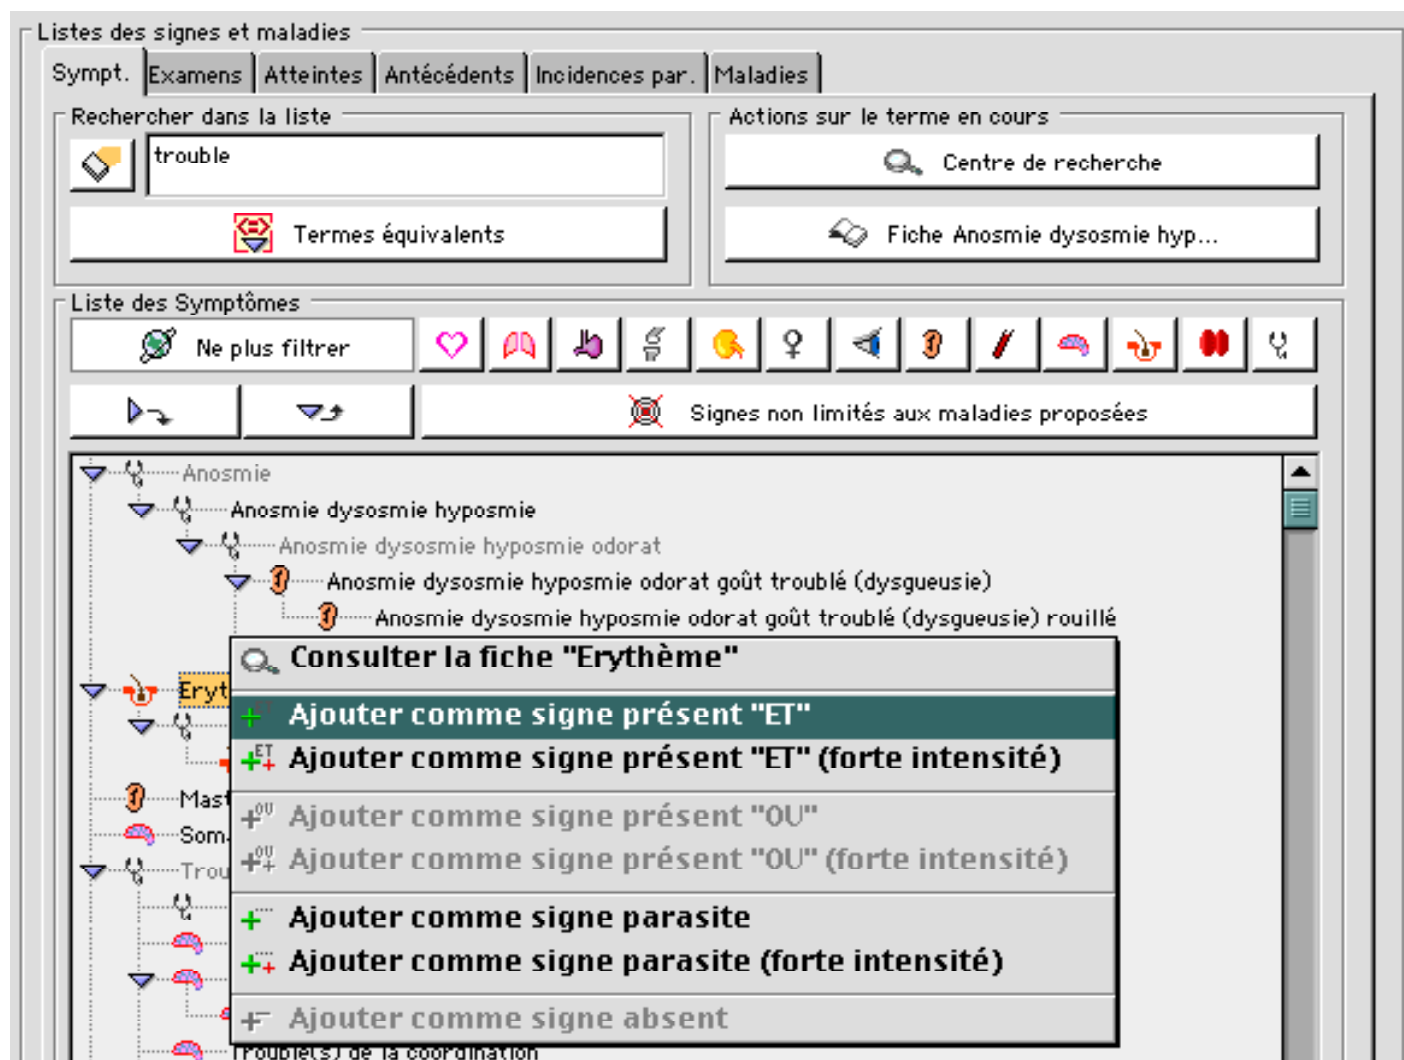 Listes des signes et maladies
Sympt. Examens Atteintes Antécédents Incidences par. Maladies
Rechercher dans la liste
trouble
Termes équivalents
Actions sur le terme en cours
Centre de recherche
Fiche Anosmie dysosmie hyp...
Liste des Symptômes
Ne plus filtrer
Signes non limités aux maladies proposées
Anosmie
Anosmie dysosmie hyposmie
Anosmie dysosmie hyposmie odorat
Anosmie dysosmie hyposmie odorat goût troublé (dysgueusie)
Anosmie dysosmie hyposmie odorat goût troublé (dysgueusie) rouillé
Eryt
Mast
Som.
Trou
Trouble(s) de la coordination
Consulter la fiche "Erythème"
Ajouter comme signe présent "ET"
ET Ajouter comme signe présent "ET" (forte intensité)
OU Ajouter comme signe présent "OU"
OU Ajouter comme signe présent "OU" (forte intensité)
Ajouter comme signe parasite
Ajouter comme signe parasite (forte intensité)
Ajouter comme signe absent